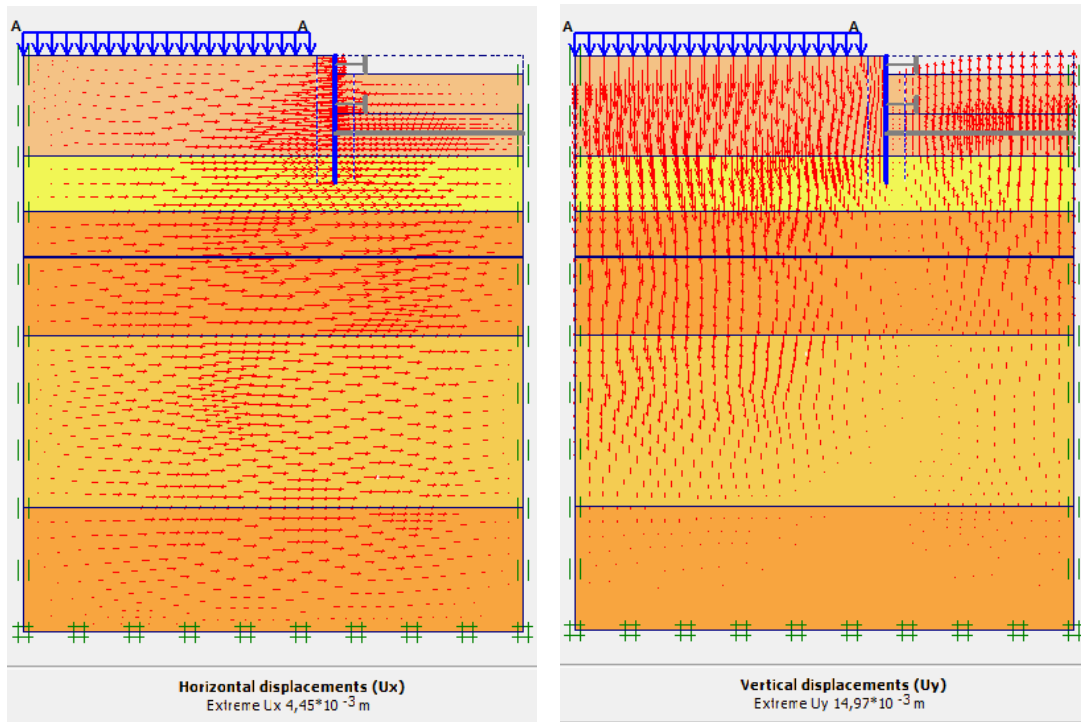 A A
A A
Horizontal displacements (Ux)
Extreme Ux 4,45*10 -3 m
Vertical displacements (Uy)
Extreme Uy 14,97*10 -3 m